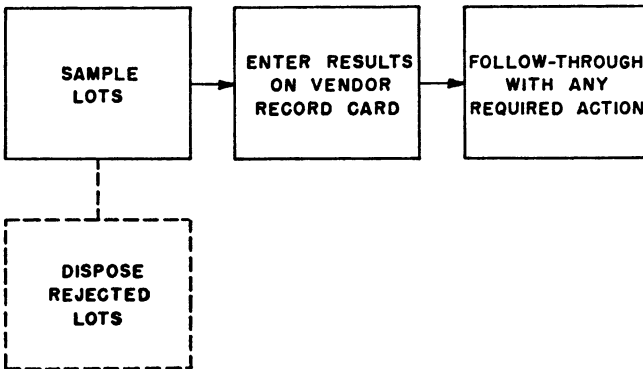 SAMPLE
LOTS
ENTER RESULTS
ON VENDOR
RECORD CARD
FOLLOW-THROUGH
WITH ANY
REQUIRED ACTION
DISPOSE
REJECTED
LOTS